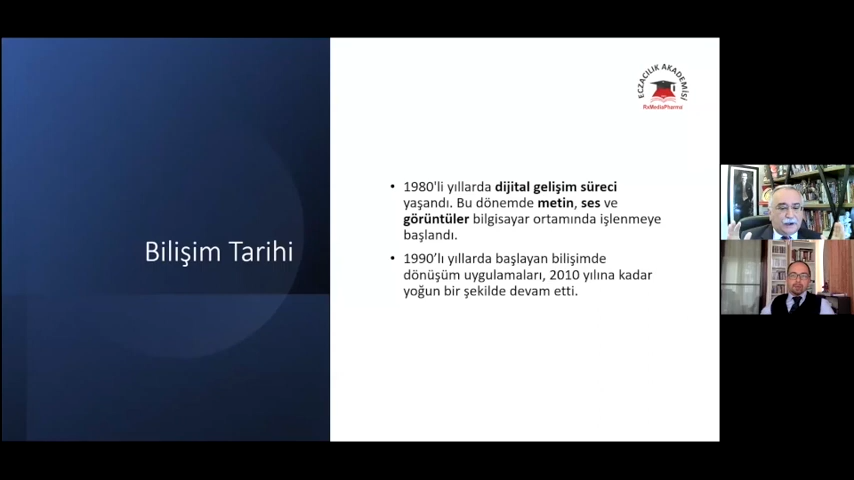 ECZACILIK AKADEMİSİ
RxMediaPharma
Bilişim Tarihi
• 1980'li yıllarda dijital gelişim süreci
yaşandı. Bu dönemde metin, ses ve
görüntüler bilgisayar ortamında işlenmeye
başlandı.
• 1990’lı yıllarda başlayan bilişimde
dönüşüm uygulamaları, 2010 yılına kadar
yoğun bir şekilde devam etti.